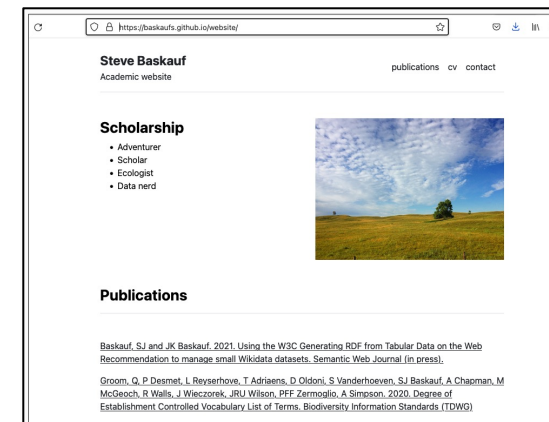 https://baskaufs.github.io/website/
Steve Baskauf
Academic website
publications cv contact
Scholarship
• Adventurer
• Scholar
• Ecologist
• Data nerd
Publications
Baskauf, SJ and JK Baskauf. 2021. Using the W3C Generating RDF from Tabular Data on the Web
Recommendation to manage small Wikidata datasets. Semantic Web Journal (in press).
Groom, Q, P Desmet, L Reyserhove, T Adriaens, D Oldoni, S Vanderhoeven, SJ Baskauf, A Chapman, M
McGeoch, R Walls, J Wieczorek, JRU Wilson, PFF Zermoglio, A Simpson. 2020. Degree of
Establishment Controlled Vocabulary List of Terms. Biodiversity Information Standards (TDWG)